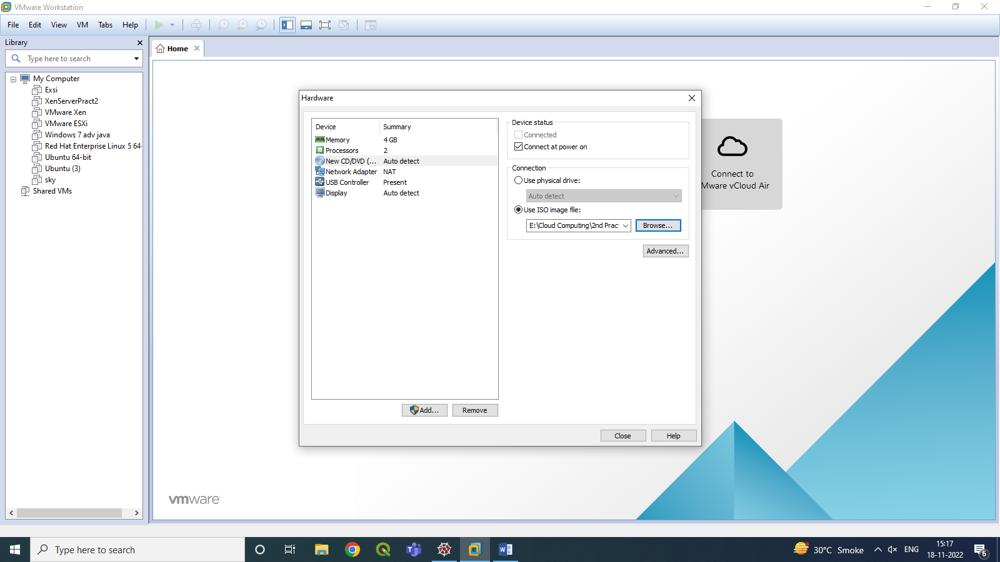 VMware Workstation
File Edit View VM Tabs Help
Library
Type here to search
My Computer
Exsi
XenServerPract2
VMware Xen
VMware ESXi
Windows 7 adv java
Red Hat Enterprise Linux 5 64-
Ubuntu 64-bit
Ubuntu (3)
sky
Shared VMs
Home
Connect to
Mware vCloud Air
vmware
Hardware
Device Summary
Memory 4 GB
Processors 2
New CD/DVD (... Auto detect
Network Adapter NAT
USB Controller Present
Display Auto detect
Add... Remove
Device status
Connected
Connect at power on
Connection
Use physical drive:
Auto detect
Use ISO image file:
E:\Cloud Computing\2nd Pract Browse...
Advanced...
Close Help
Type here to search
30°C Smoke
ENG
15:17
18-11-2022
6